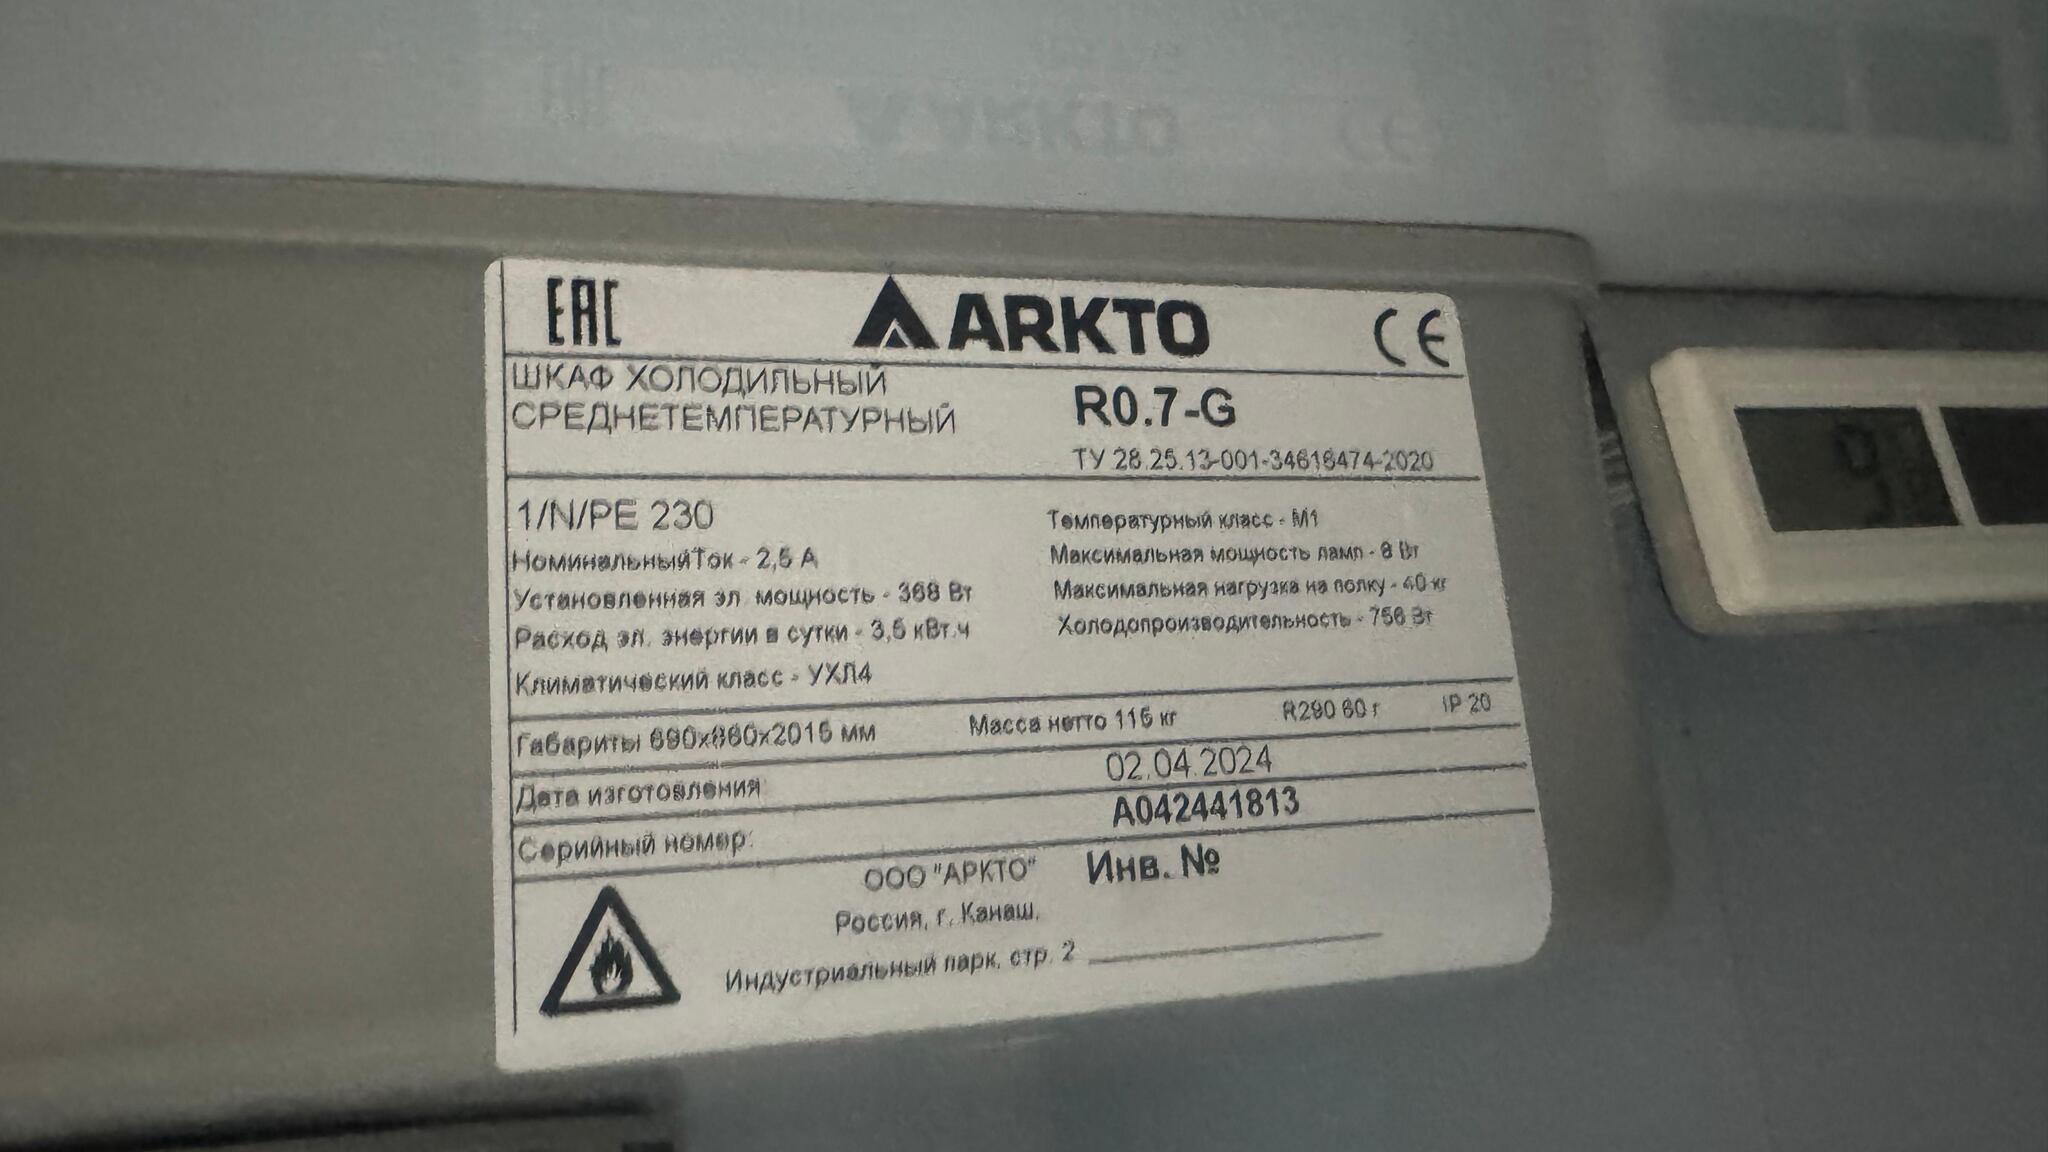 EAC ARKTO CE
ШКАФ ХОЛОДИЛЬНЫЙ
СРЕДНЕТЕМПЕРАТУРНЫЙ
R0.7-G
ТУ 28.25.13-001-34616474-2020
1/N/PE 230
НоминальныйТок - 2,5 А
Установленная эл. мощность - 368 Вт
Расход эл. энергии в сутки - 3,5 кВт.ч
Климатический класс - УХЛ4
Температурный класс - М1
Максимальная мощность ламп - 8 Вт
Максимальная нагрузка на полку - 40 кг
Холодопроизводительность - 756 Вт
Габариты 690х860х2015 мм Масса нетто 115 кг R290 60 г IP 20
Дата изготовления 02.04.2024
Серийный номер: А042441813
ООО "АРКТО" Инв. №
Россия, г. Канаш,
Индустриальный парк, стр. 2